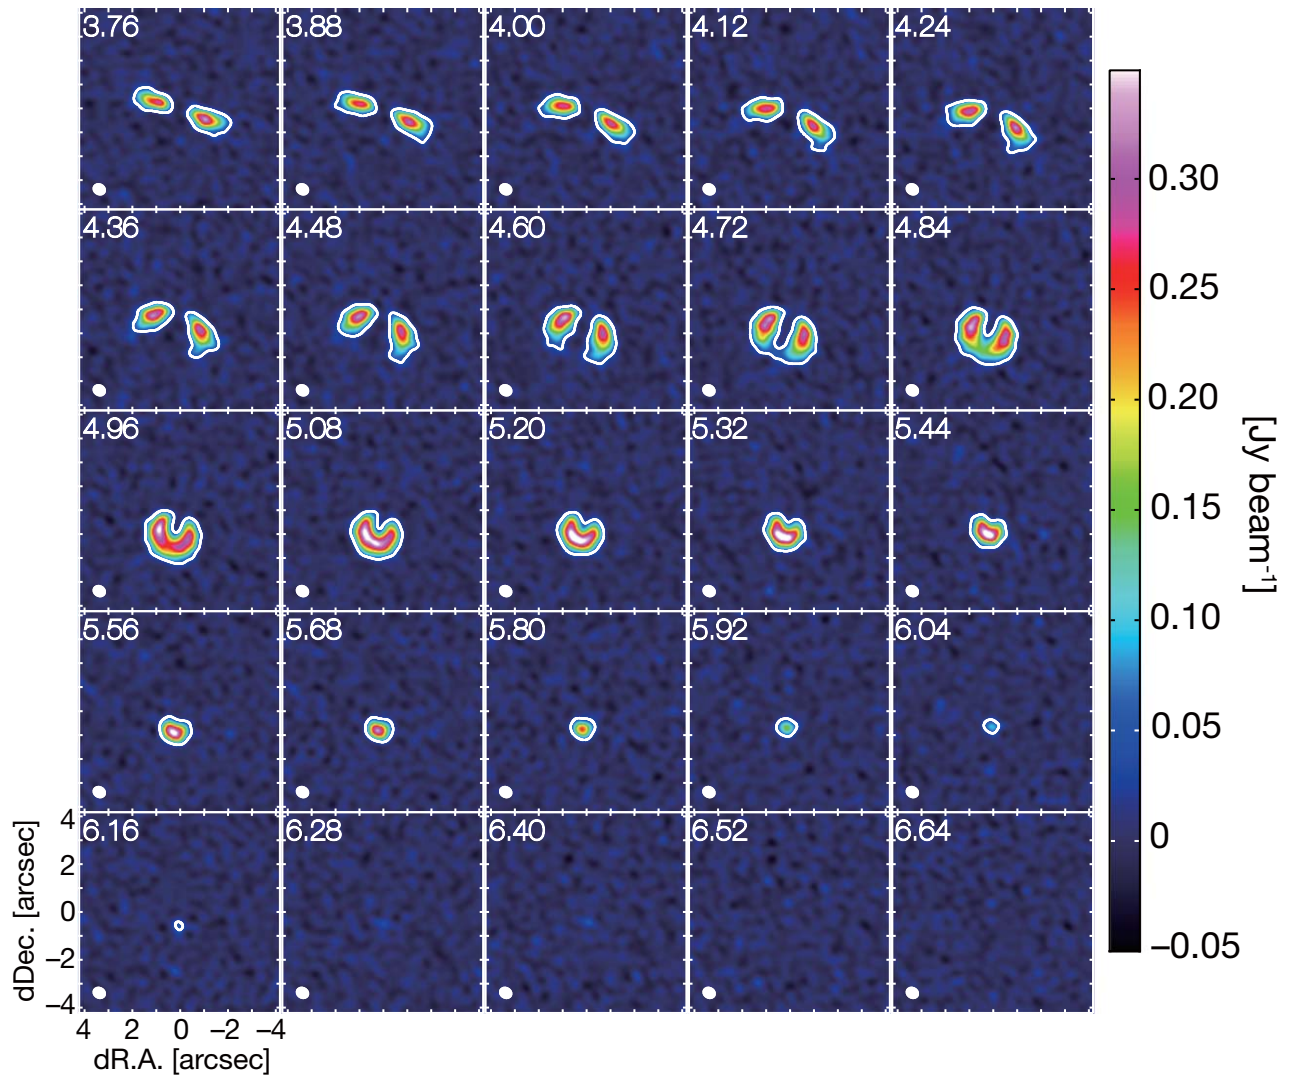 3.76 3.88 4.00 4.12 4.24
4.36 4.48 4.60 4.72 4.84
4.96 5.08 5.20 5.32 5.44
5.56 5.68 5.80 5.92 6.04
6.16 6.28 6.40 6.52 6.64
4
2
0
−2
−4
dDec. [arcsec]
4 2 0 −2 −4
dR.A. [arcsec]
0.30
0.25
0.20
0.15
0.10
0.05
0
−0.05
[Jy beam-1]